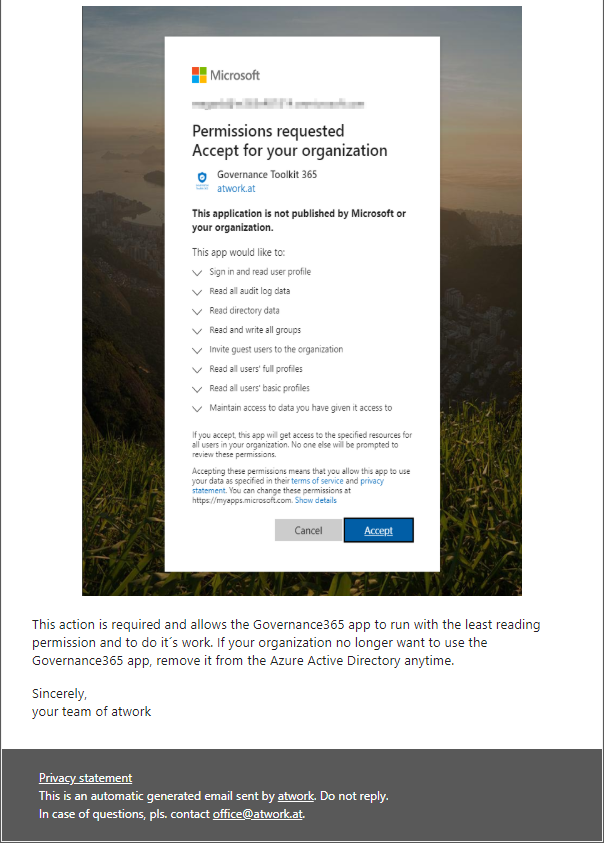 Microsoft
Permissions requested
Accept for your organization
Governance Toolkit 365
atwork.at
This application is not published by Microsoft or
your organization.
This app would like to:
Sign in and read user profile
Read all audit log data
Read directory data
Read and write all groups
Invite guest users to the organization
Read all users' full profiles
Read all users' basic profiles
Maintain access to data you have given it access to
If you accept, this app will get access to the specified resources for
all users in your organization. No one else will be prompted to
review these permissions.
Accepting these permissions means that you allow this app to use
your data as specified in their terms of service and privacy
statement. You can change these permissions at
https://myapps.microsoft.com. Show details
Cancel Accept
This action is required and allows the Governance365 app to run with the least reading
permission and to do it´s work. If your organization no longer want to use the
Governance365 app, remove it from the Azure Active Directory anytime.
Sincerely,
your team of atwork
Privacy statement
This is an automatic generated email sent by atwork. Do not reply.
In case of questions, pls. contact office@atwork.at.